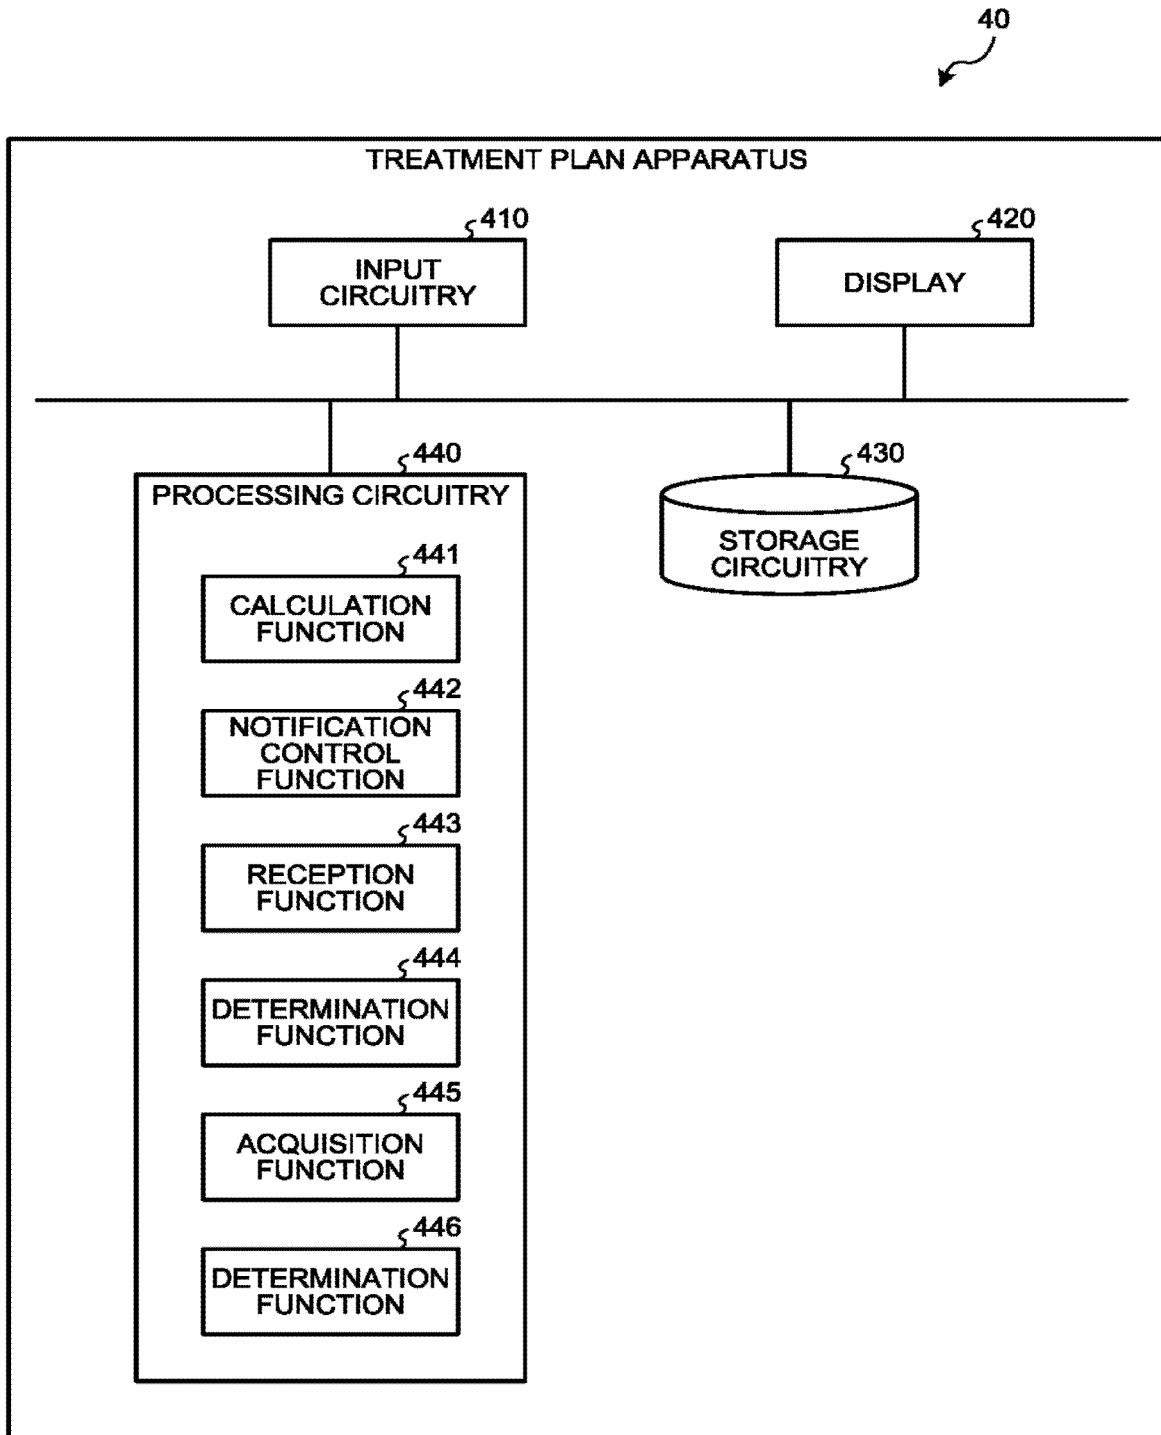 40
TREATMENT PLAN APPARATUS
410
420
INPUT
CIRCUITRY
DISPLAY
440
430
PROCESSING CIRCUITRY
STORAGE
CIRCUITRY
441
CALCULATION
FUNCTION
442
NOTIFICATION
CONTROL
FUNCTION
443
RECEPTION
FUNCTION
444
DETERMINATION
FUNCTION
445
ACQUISITION
FUNCTION
446
DETERMINATION
FUNCTION